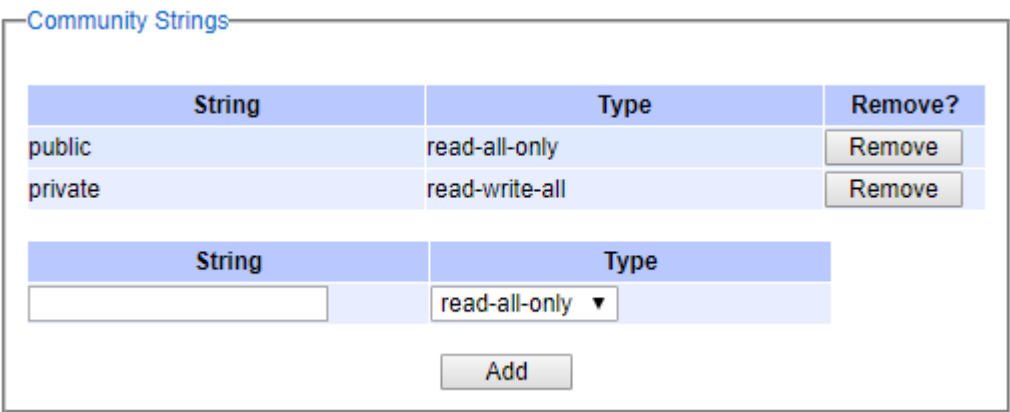 Community Strings
String Type Remove?
public read-all-only Remove
private read-write-all Remove
String Type
read-all-only ▼
Add